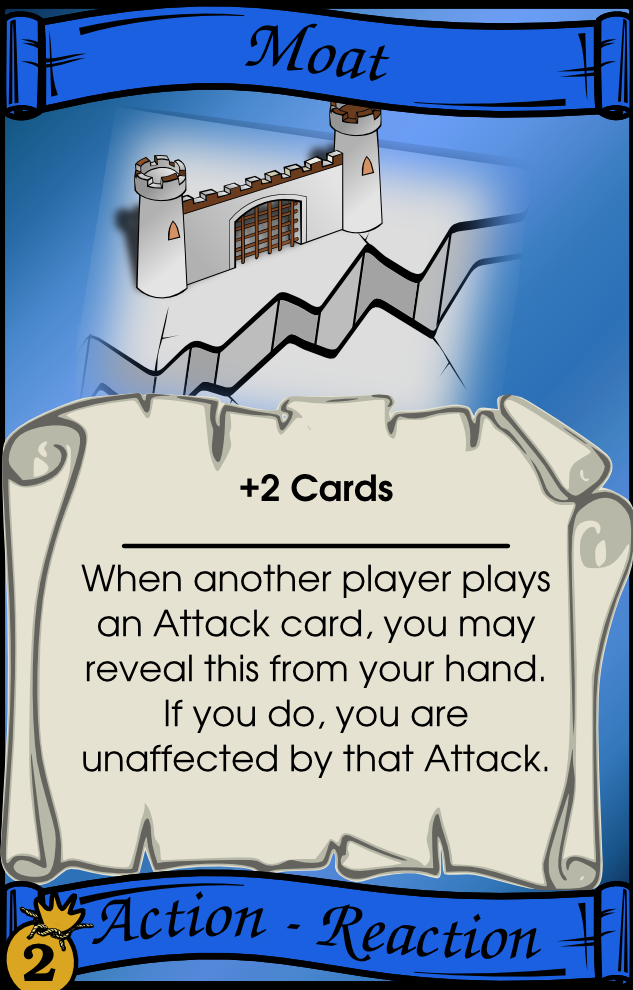 Moat
+2 Cards
When another player plays
an Attack card, you may
reveal this from your hand.
If you do, you are
unaffected by that Attack.
Action - Reaction
2